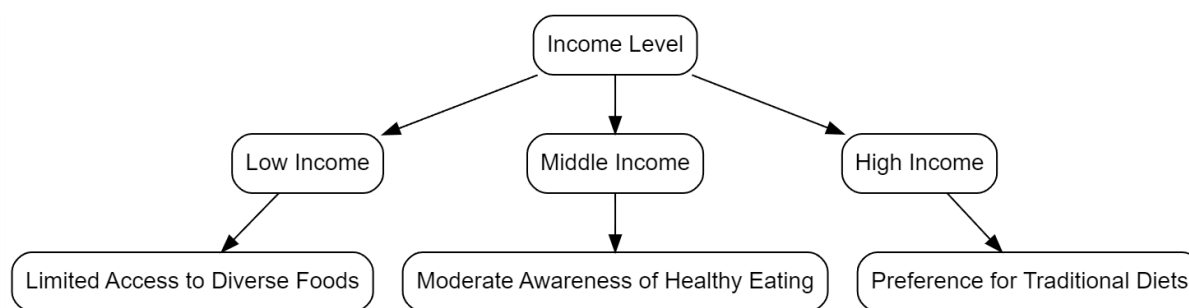 Income Level
Low Income
Middle Income
High Income
Limited Access to Diverse Foods
Moderate Awareness of Healthy Eating
Preference for Traditional Diets